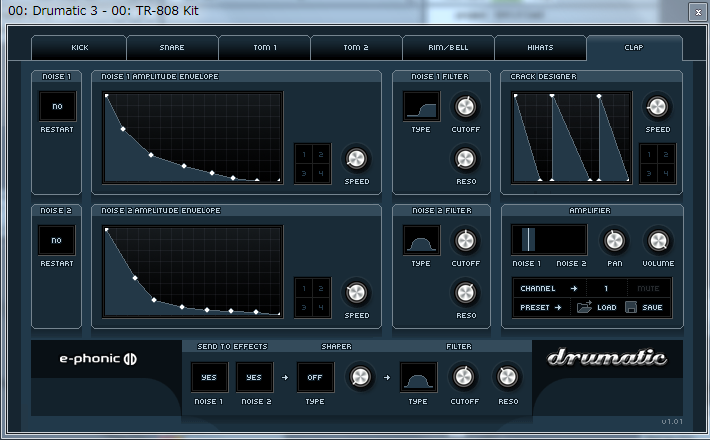 00: Drumatic 3 - 00: TR-808 Kit
x
KICK SNARE TOM 1 TOM 2 RIM/BELL HIHATS CLAP
NOISE 1 NOISE 1 AMPLITUDE ENVELOPE NOISE 1 FILTER CRACK DESIGNER
NO
RESTART TYPE CUTOFF SPEED
1 2
3 4
SPEED RESO
1 2
3 4
NOISE 2 NOISE 2 AMPLITUDE ENVELOPE NOISE 2 FILTER AMPLIFIER
NO
RESTART TYPE CUTOFF NOISE 1 NOISE 2 PAN VOLUME
1 2
3 4
SPEED RESO
CHANNEL → 1 MUTE
PRESET → LOAD SAVE
SEND TO EFFECTS SHAPER FILTER
e-phonic drumatic
YES YES → OFF →
NOISE 1 NOISE 2 TYPE TYPE CUTOFF RESO
V1.01